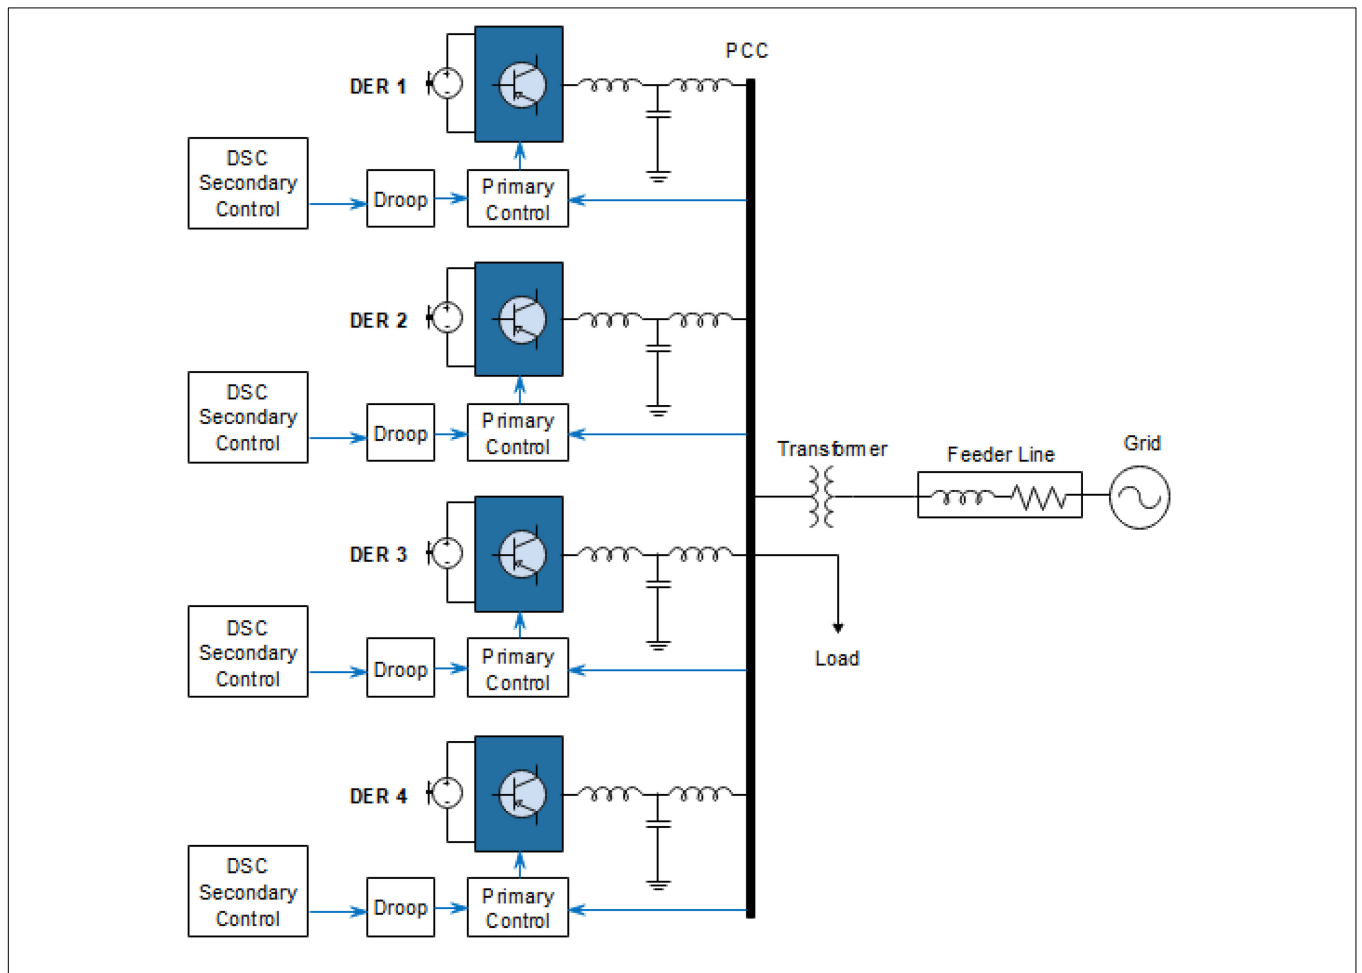 PCC
DER 1
DSC
Secondary
Control
Droop
Primary
Control
DER 2
DSC
Secondary
Control
Droop
Primary
Control
Transformer
Feeder Line
Grid
DER 3
DSC
Secondary
Control
Droop
Primary
Control
Load
DER 4
DSC
Secondary
Control
Droop
Primary
Control